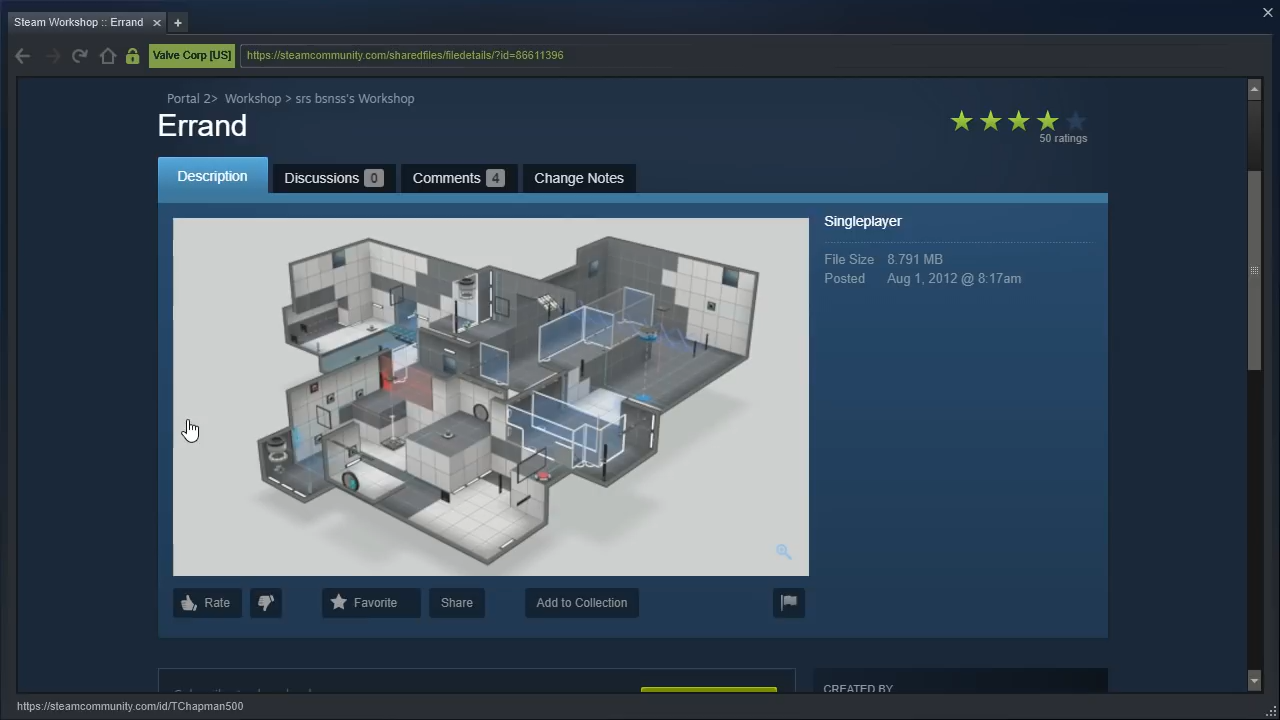 Steam Workshop :: Errand
Valve Corp [US]
https://steamcommunity.com/sharedfiles/filedetails/?id=86611396
Portal 2> Workshop > srs bsnss's Workshop
Errand
50 ratings
Description
Discussions 0
Comments 4
Change Notes
Singleplayer
File Size 8.791 MB
Posted Aug 1, 2012 @ 8:17am
Rate
Favorite
Share
Add to Collection
CREATED BY
https://steamcommunity.com/id/TChapman500